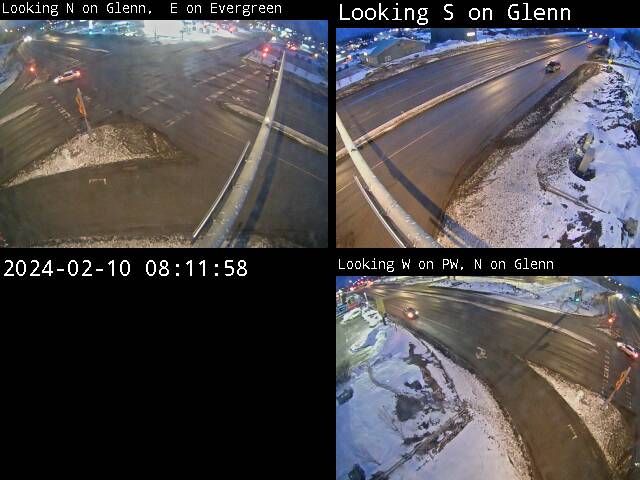 Looking N on Glenn,  E on Evergreen
Looking S on Glenn
2024-02-10 08:11:58
Looking W on PW, N on Glenn